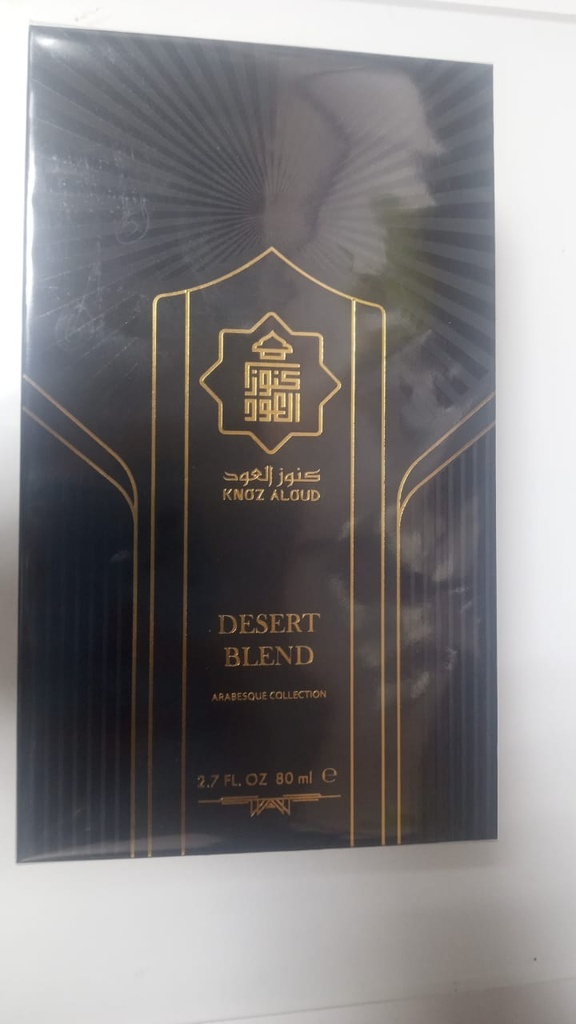 كنوز
العود
كنوز العود
KNOZ ALOUD
DESERT
BLEND
ARABESQUE COLLECTION
2.7 FL. OZ 80 ml ℮